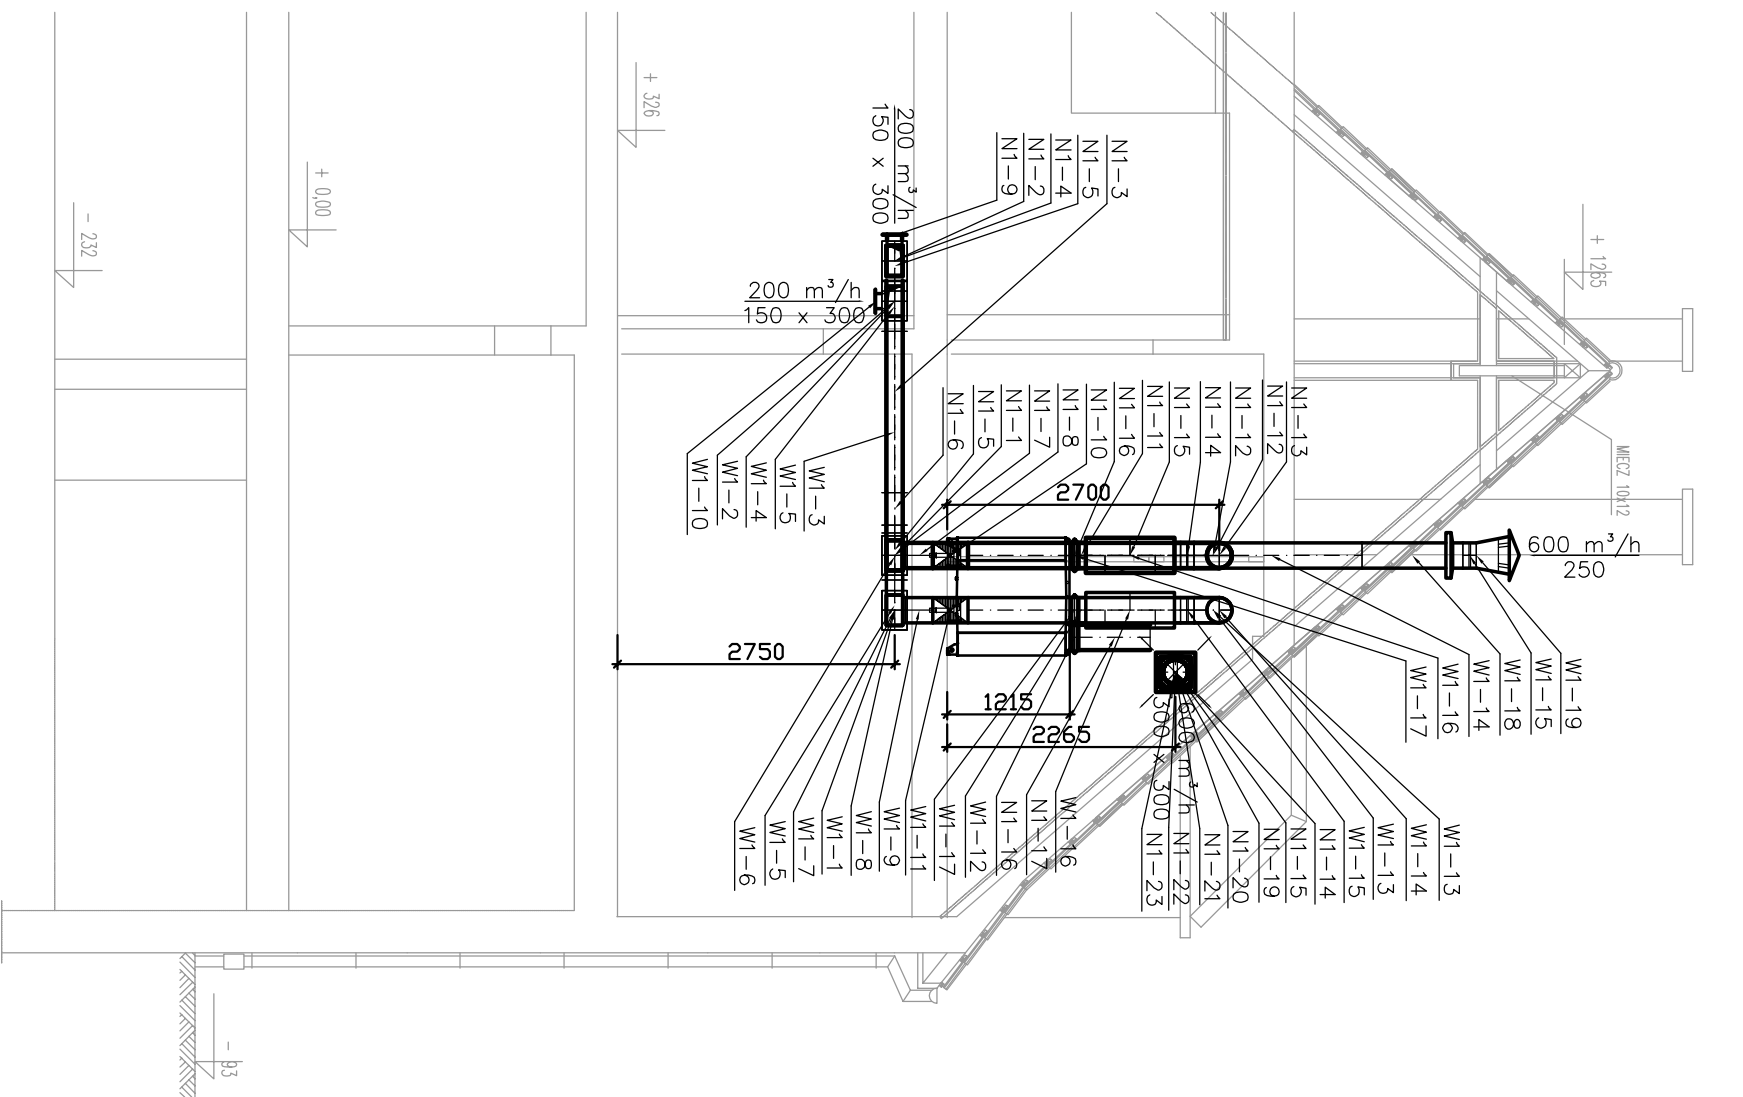 + 326
+ 0,00
- 232
+ 1265
- 93
MIECZ 10x12
200 m³/h
150 x 300
N1-9
N1-2
N1-4
N1-5
N1-3
200 m³/h
150 x 300
W1-10
W1-2
W1-4
W1-5
W1-3
N1-6
N1-5
N1-1
N1-7
N1-8
N1-10
N1-16
N1-11
N1-15
N1-14
N1-12
N1-12
N1-13
2700
600 m³/h
250
2750
1215
2265
600 m³/h
300 x 300
W1-17
W1-16
W1-14
W1-18
W1-15
W1-19
W1-6
W1-5
W1-7
W1-1
W1-8
W1-9
W1-11
W1-17
W1-12
N1-16
N1-17
W1-16
N1-23
N1-22
N1-21
N1-20
N1-19
N1-15
N1-14
W1-15
W1-13
W1-14
W1-13